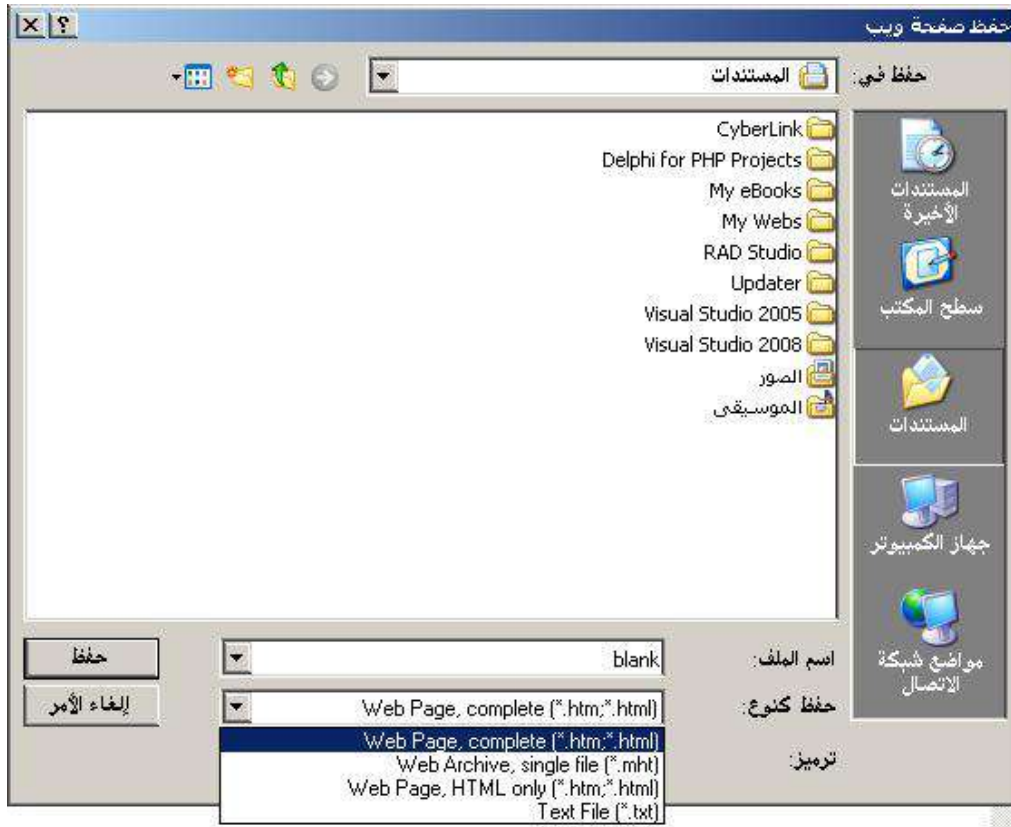 حفظ صفحة ويب
حفظ في:
المستندات
المستندات
الأخيرة
سطح المكتب
المستندات
جهاز الكمبيوتر
مواضع شبكة
الاتصال
CyberLink
Delphi for PHP Projects
My eBooks
My Webs
RAD Studio
Updater
Visual Studio 2005
Visual Studio 2008
الصور
الموسيقى
اسم الملف: blank حفظ
حفظ كنوع: Web Page, complete (*.htm;*.html) إلغاء الأمر
ترميز:
Web Page, complete (*.htm;*.html)
Web Archive, single file (*.mht)
Web Page, HTML only (*.htm;*.html)
Text File (*.txt)